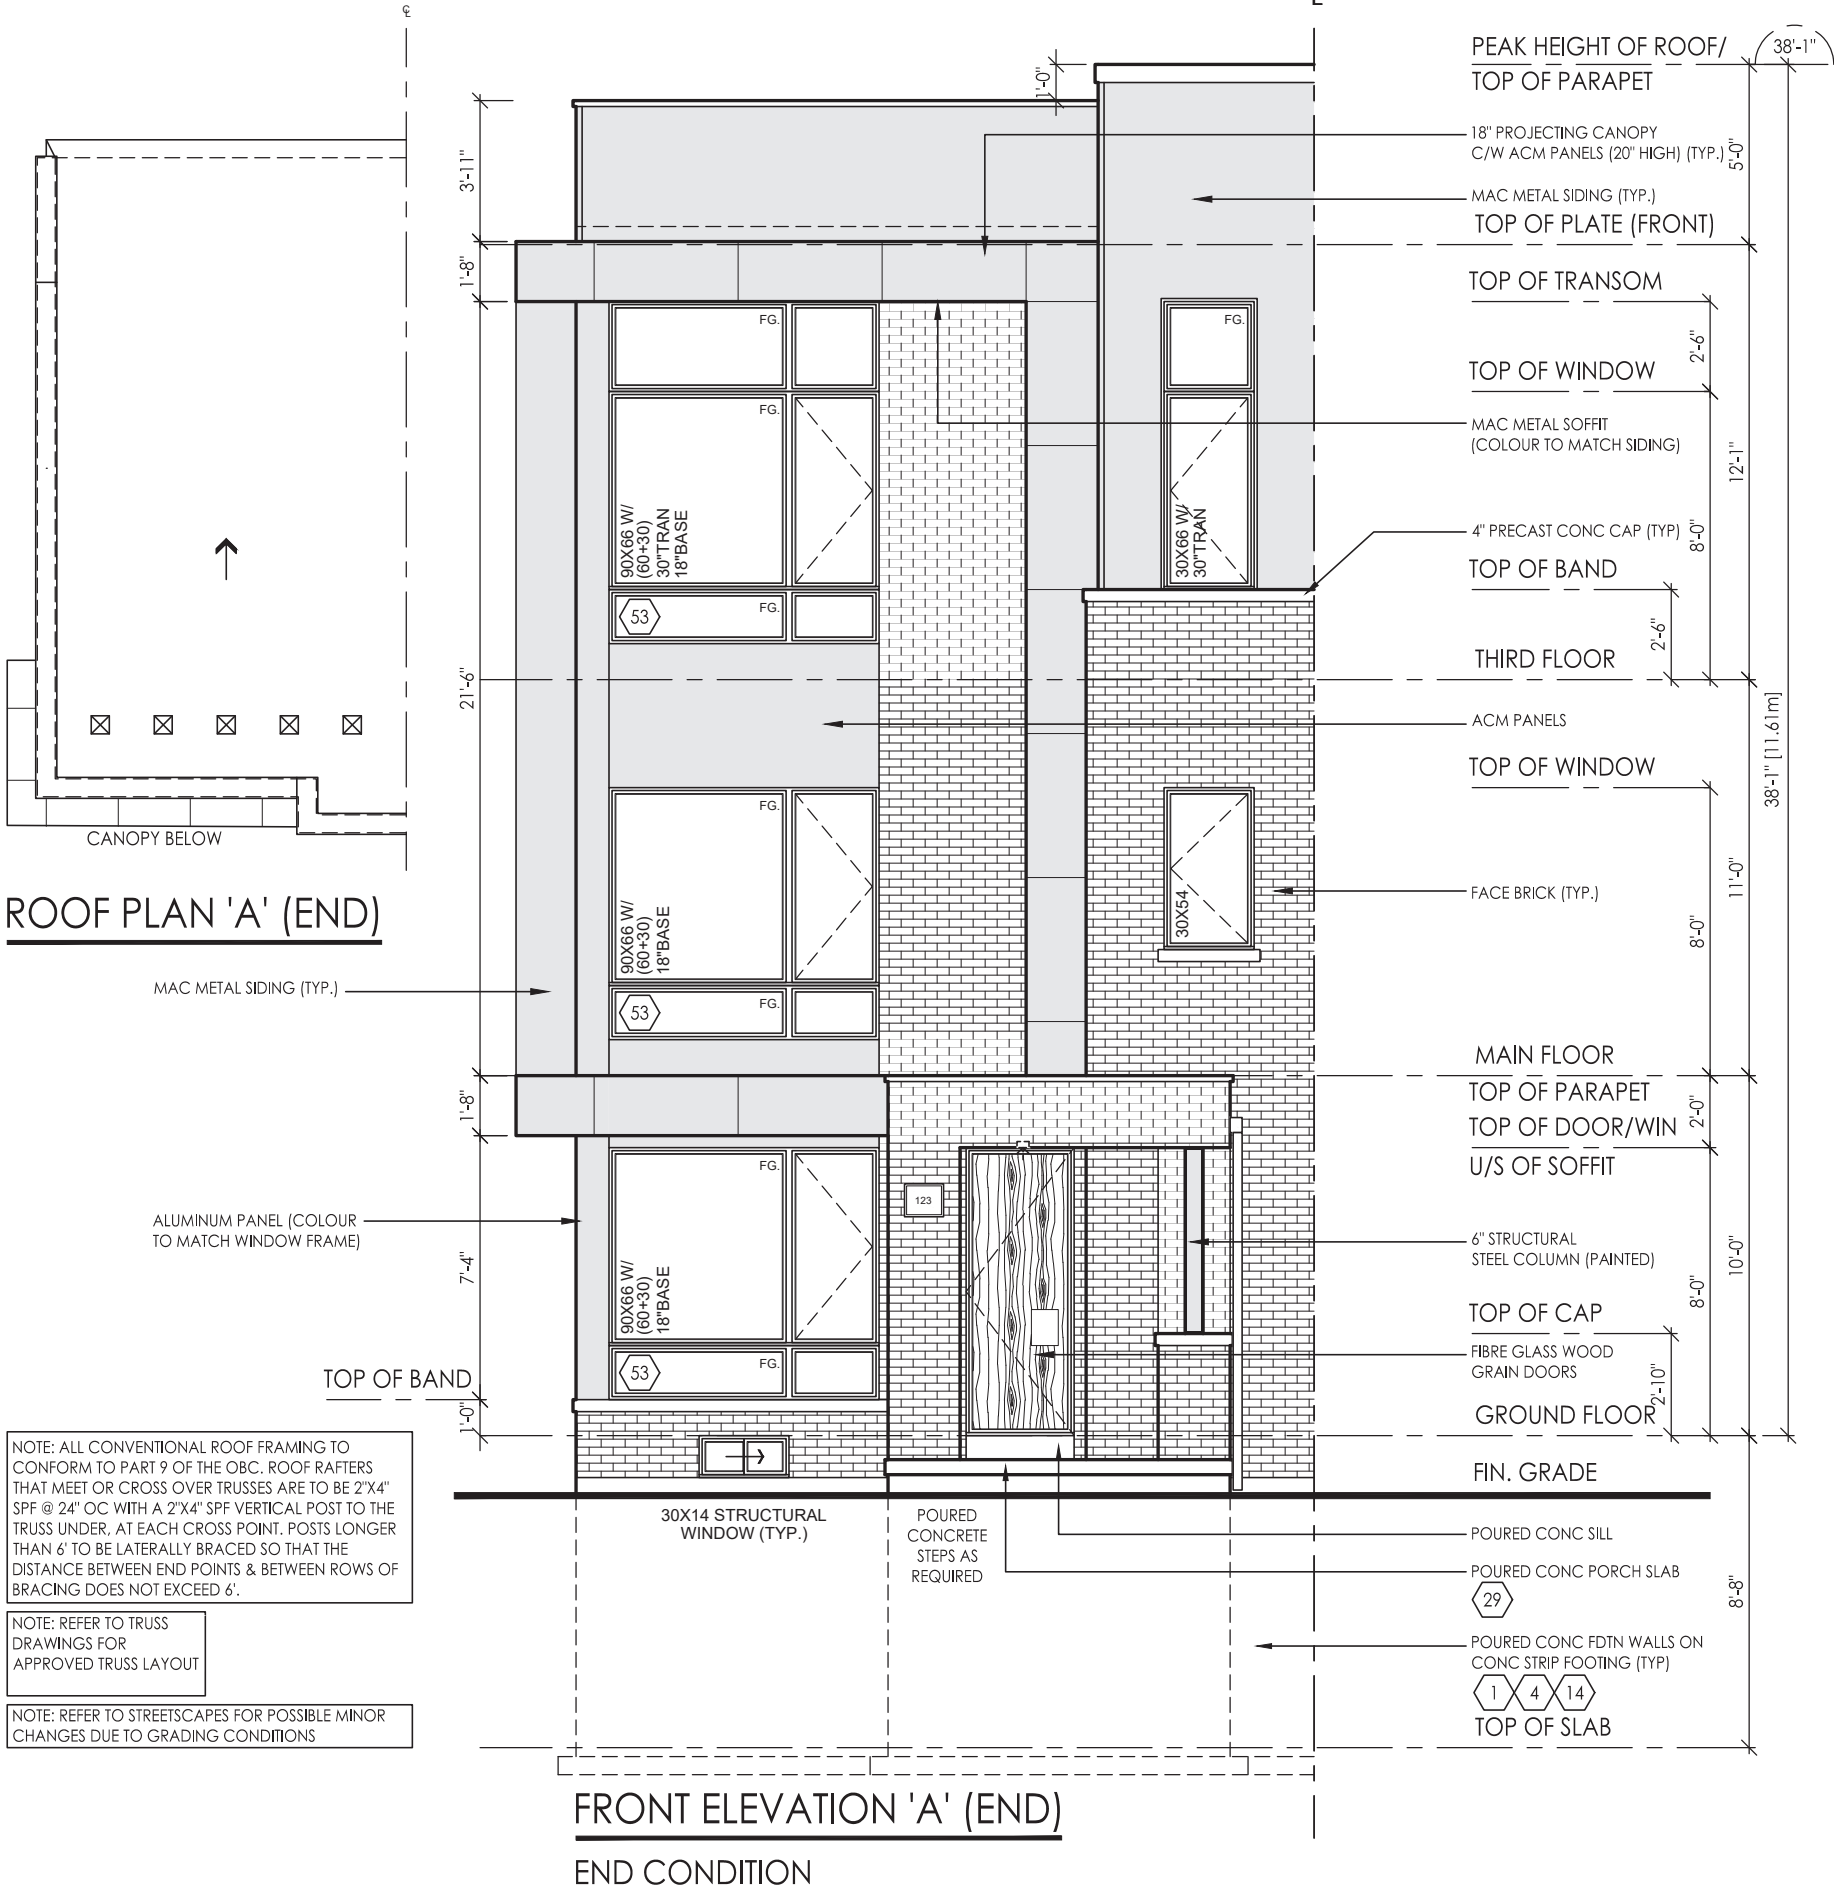 ℄
CANOPY BELOW
ROOF PLAN 'A' (END)
MAC METAL SIDING (TYP.)
ALUMINUM PANEL (COLOUR
TO MATCH WINDOW FRAME)
TOP OF BAND
NOTE: ALL CONVENTIONAL ROOF FRAMING TO
CONFORM TO PART 9 OF THE OBC. ROOF RAFTERS
THAT MEET OR CROSS OVER TRUSSES ARE TO BE 2"X4"
SPF @ 24" OC WITH A 2"X4" SPF VERTICAL POST TO THE
TRUSS UNDER, AT EACH CROSS POINT. POSTS LONGER
THAN 6' TO BE LATERALLY BRACED SO THAT THE
DISTANCE BETWEEN END POINTS & BETWEEN ROWS OF
BRACING DOES NOT EXCEED 6'.
NOTE: REFER TO TRUSS
DRAWINGS FOR
APPROVED TRUSS LAYOUT
NOTE: REFER TO STREETSCAPES FOR POSSIBLE MINOR
CHANGES DUE TO GRADING CONDITIONS
3'-11"
1'-8"
21'-6"
1'-8"
7'-4"
1'-0"
1'-0"
FG.
FG.
90X66 W/
(60+30)
30"TRAN
18"BASE
53
FG.
FG.
30X66 W/
30"TRAN
FG.
90X66 W/
(60+30)
18"BASE
53
FG.
30X54
FG.
90X66 W/
(60+30)
18"BASE
53
FG.
123
30X14 STRUCTURAL
WINDOW (TYP.)
POURED
CONCRETE
STEPS AS
REQUIRED
PEAK HEIGHT OF ROOF/
38'-1"
TOP OF PARAPET
18" PROJECTING CANOPY
C/W ACM PANELS (20" HIGH) (TYP.)
5'-0"
MAC METAL SIDING (TYP.)
TOP OF PLATE (FRONT)
TOP OF TRANSOM
2'-6"
TOP OF WINDOW
MAC METAL SOFFIT
(COLOUR TO MATCH SIDING)
12'-1"
4" PRECAST CONC CAP (TYP)
8'-0"
TOP OF BAND
2'-6"
THIRD FLOOR
ACM PANELS
38'-1" [11.61m]
TOP OF WINDOW
FACE BRICK (TYP.)
11'-0"
8'-0"
MAIN FLOOR
TOP OF PARAPET
2'-0"
TOP OF DOOR/WIN
U/S OF SOFFIT
6" STRUCTURAL
STEEL COLUMN (PAINTED)
10'-0"
8'-0"
TOP OF CAP
FIBRE GLASS WOOD
GRAIN DOORS
2'-10"
GROUND FLOOR
FIN. GRADE
POURED CONC SILL
POURED CONC PORCH SLAB
29
8'-8"
POURED CONC FDTN WALLS ON
CONC STRIP FOOTING (TYP)
1 4 14
TOP OF SLAB
FRONT ELEVATION 'A' (END)
END CONDITION